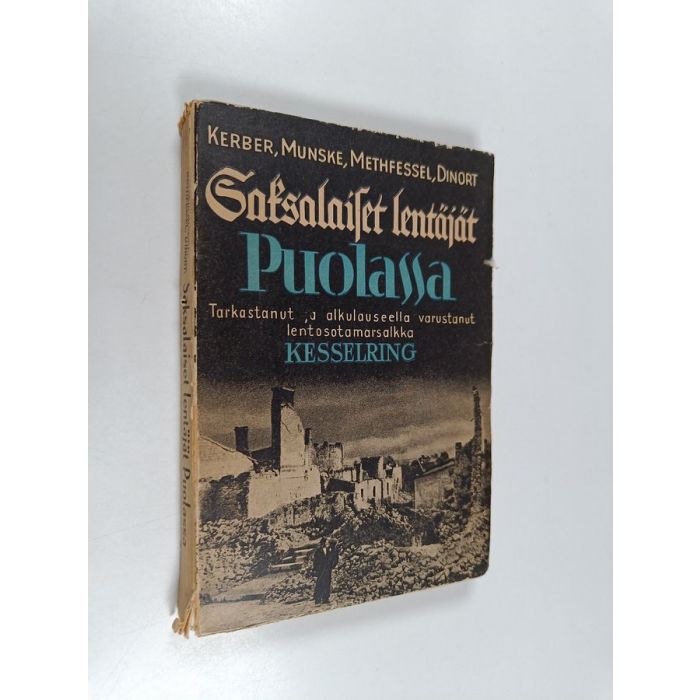 KERBER, MUNSKE, METHFESSEL, DINORT
Saksalaiset lentäjät
PUOLASSA
Tarkastanut ja alkulauseella varustanut
lentosotamarsalkka
KESSELRING
Saksalaiset lentäjät Puolassa